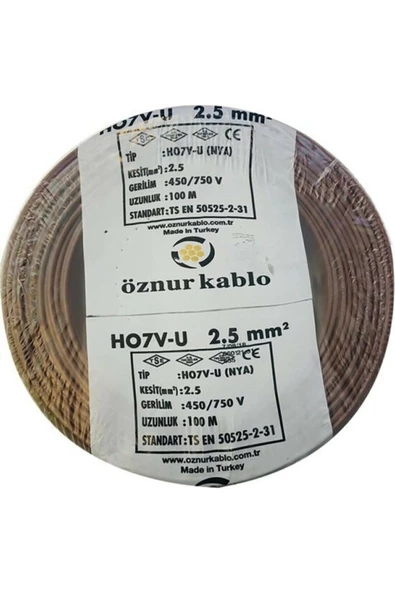 HO7V-U 2.5 mm²
TSE CE
TİP :HO7V-U (NYA)
KESİT(mm²) :2.5
GERİLİM :450/750 V
UZUNLUK :100 M
STANDART:TS EN 50525-2-31
www.oznurkablo.com.tr
Made in Turkey
öznur kablo
HO7V-U 2.5 mm²
TSE CE
TİP :HO7V-U (NYA)
KESİT(mm²) :2.5
GERİLİM :450/750 V
UZUNLUK :100 M
STANDART:TS EN 50525-2-31
www.oznurkablo.com.tr
Made in Turkey